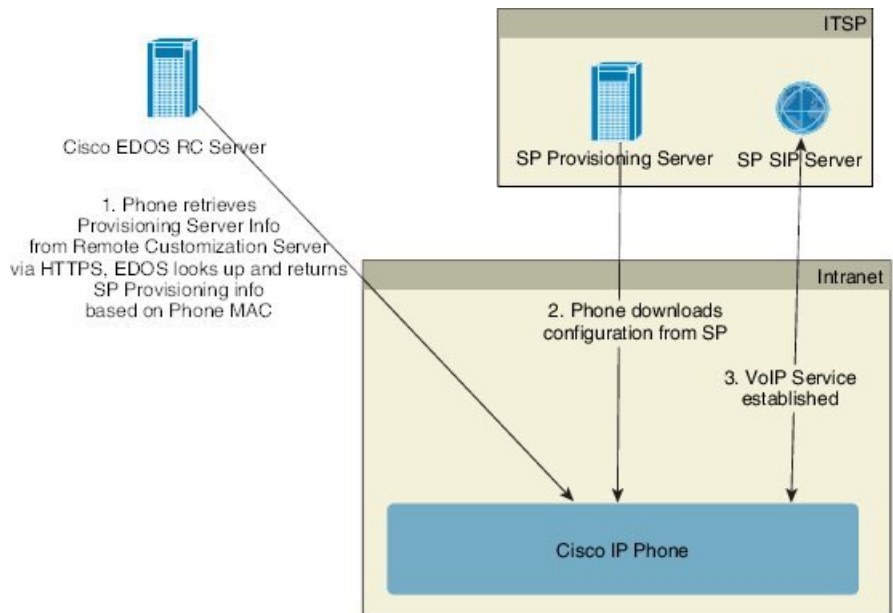 ITSP
Cisco EDOS RC Server
SP Provisioning Server
SP SIP Server
1. Phone retrieves
Provisioning Server Info
from Remote Customization Server
via HTTPS, EDOS looks up and returns
SP Provisioning info
based on Phone MAC
Intranet
2. Phone downloads
configuration from SP
3. VoIP Service
established
Cisco IP Phone